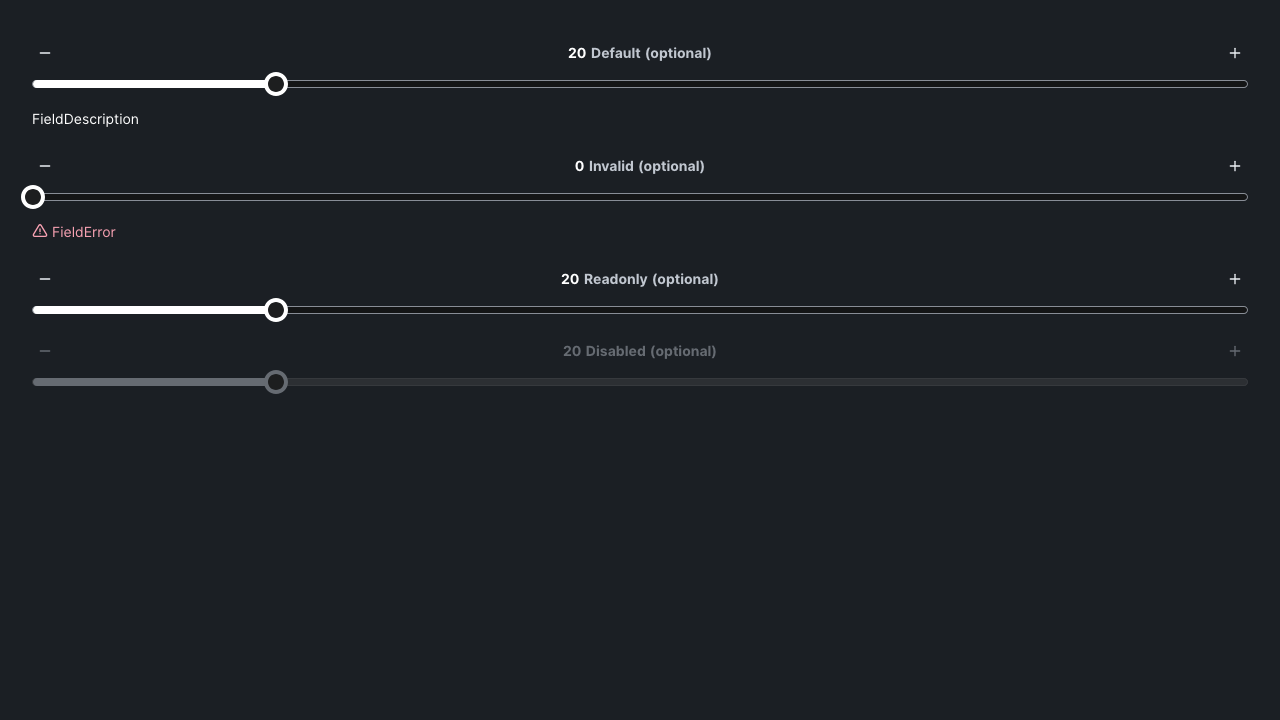 20 Default (optional)
FieldDescription
0 Invalid (optional)
FieldError
20 Readonly (optional)
20 Disabled (optional)